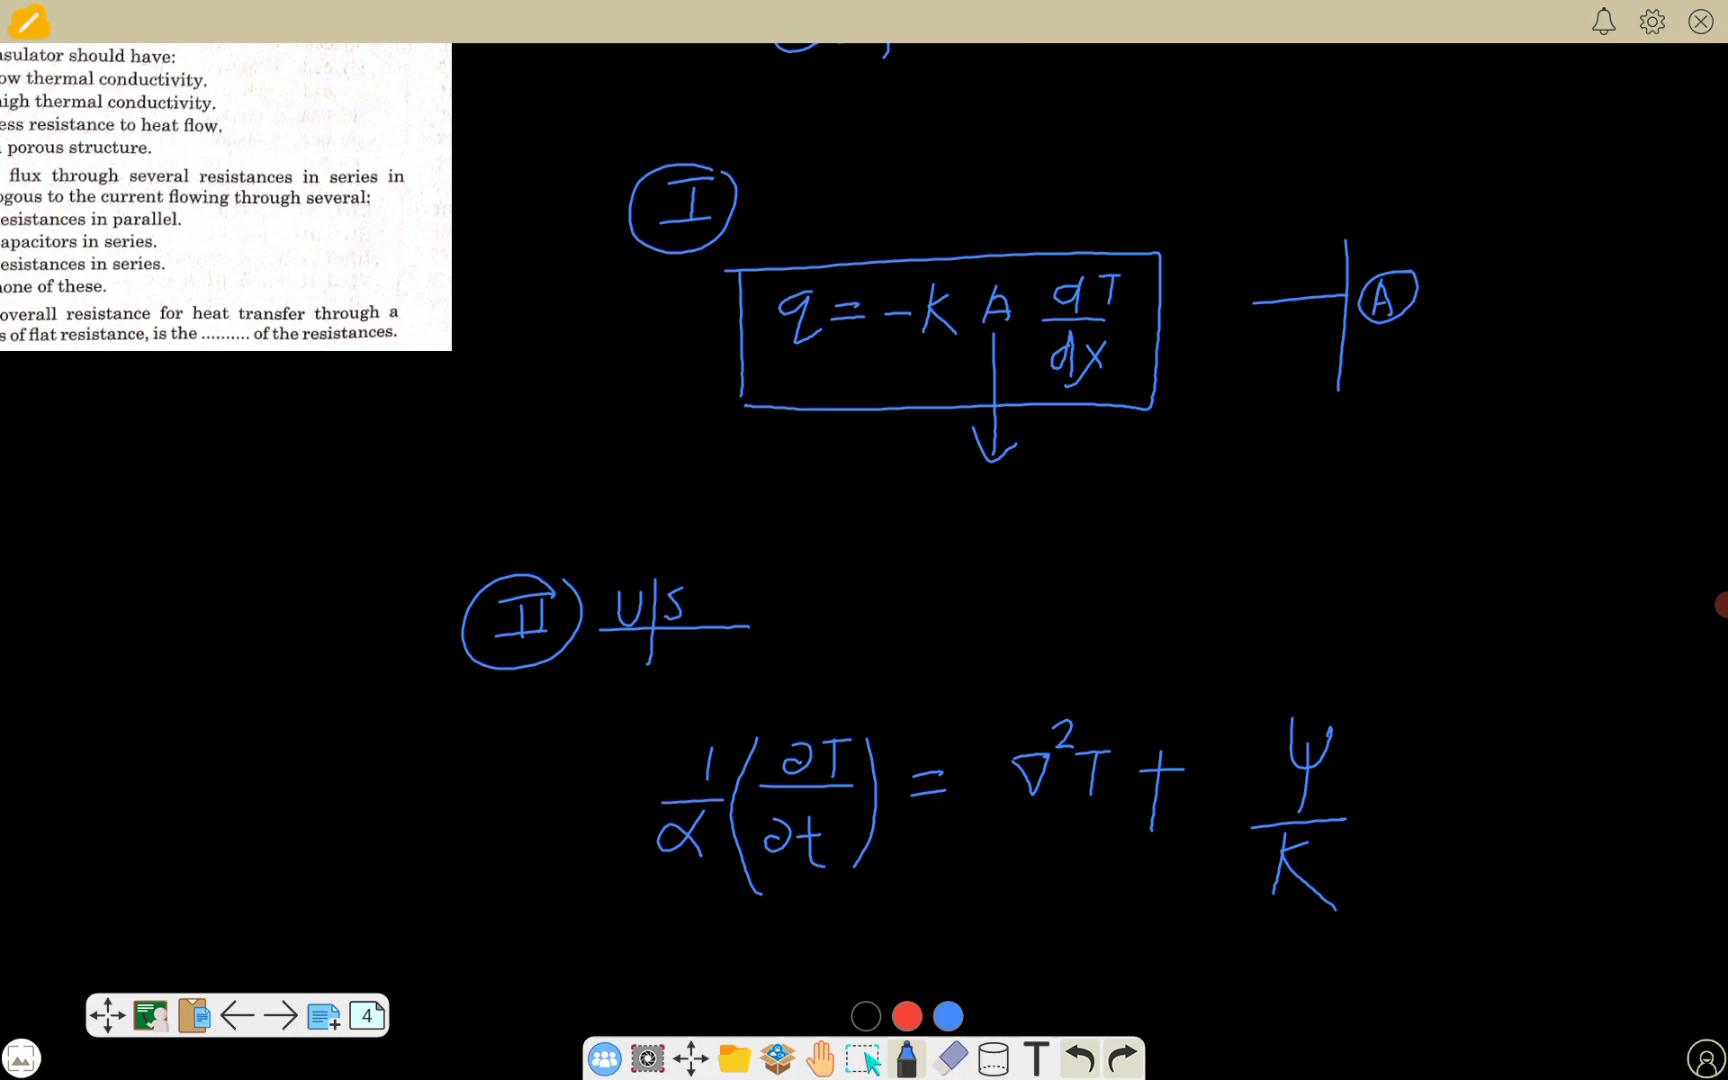 nsulator should have:
ow thermal conductivity.
nigh thermal conductivity.
ess resistance to heat flow.
porous structure.
flux through several resistances in series in
ogous to the current flowing through several:
esistances in parallel.
apacitors in series.
esistances in series.
none of these.
overall resistance for heat transfer through a
s of flat resistance, is the .......... of the resistances.
I
q = -K A dT/dx
A
II U/S
1/α (∂T/∂t) = ∇²T + ψ/K
4
T